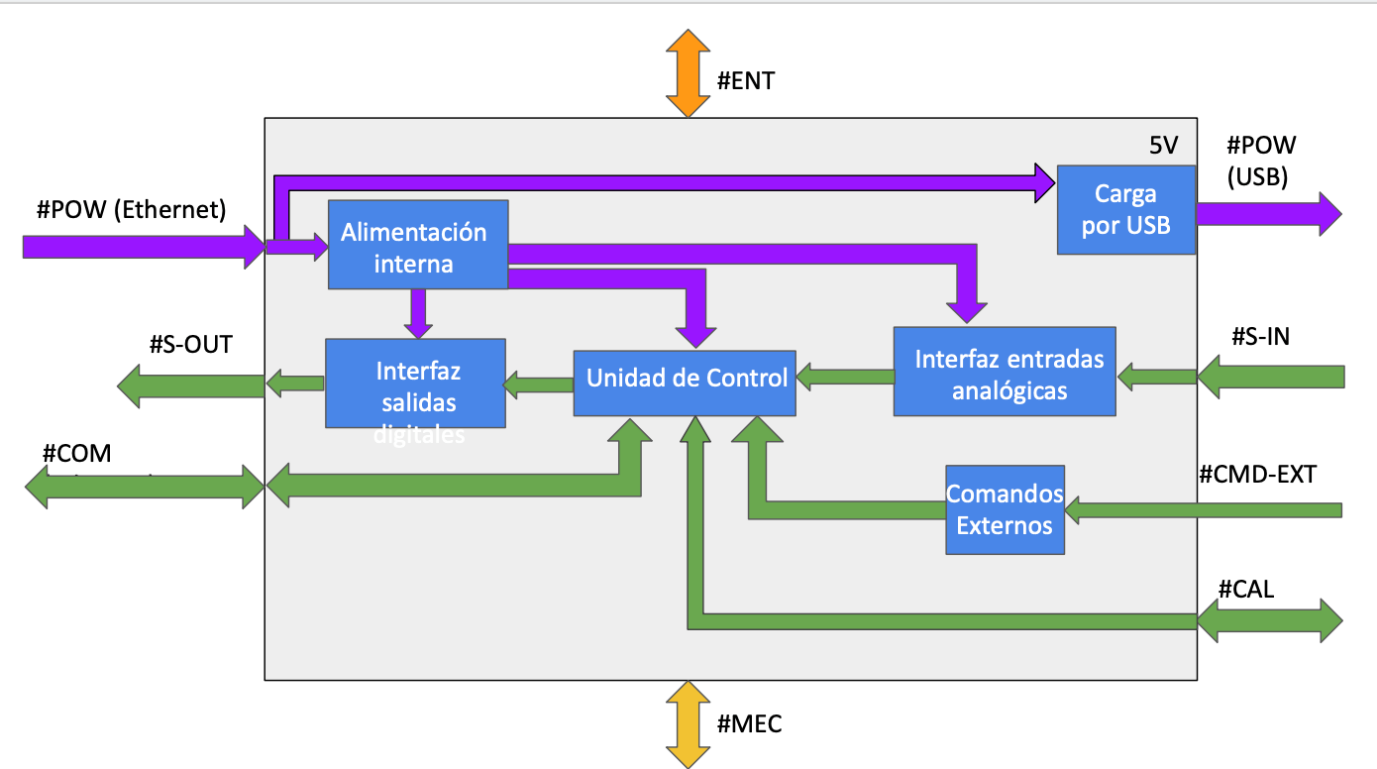 #ENT
5V
#POW
(USB)
Carga
por USB
#POW (Ethernet)
Alimentación
interna
#S-OUT
#S-IN
Interfaz
salidas
digitales
Unidad de Control
Interfaz entradas
analógicas
#COM
#CMD-EXT
Comandos
Externos
#CAL
#MEC